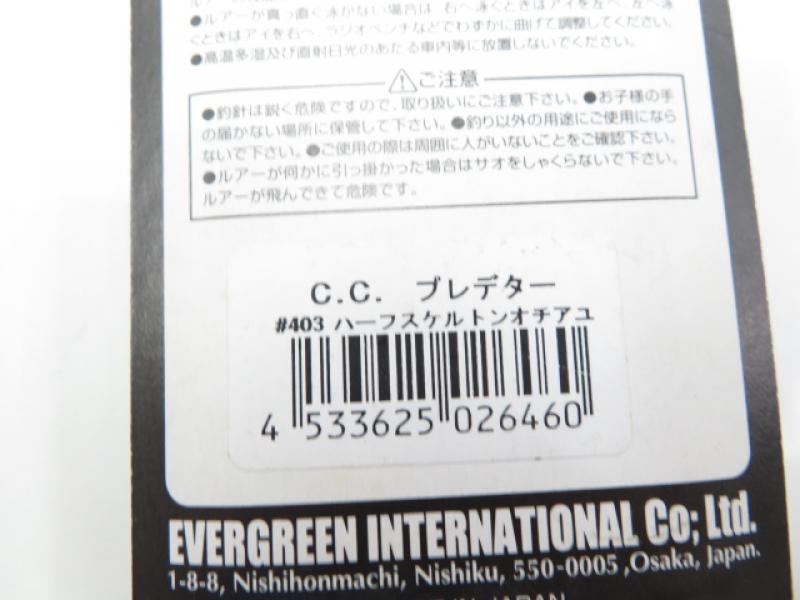 ●ルアーが真っ直ぐ泳がない場合は、右へ泳ぐときはアイを左へ、左へ泳
ぐときはアイを右へ、ラジオペンチなどでわずかに曲げて調整してください。
●高温多湿及び直射日光のあたる車内等に放置しないでください。
⚠ご注意
●釣針は鋭く危険ですので、取り扱いにご注意下さい。●お子様の手
の届かない場所に保管して下さい。●釣り以外の用途にご使用になら
ないで下さい。●ご使用の際は周囲に人がいないことをご確認下さい。
●ルアーが何かに引っ掛かった場合はサオをしゃくらないで下さい。
ルアーが飛んできて危険です。
C.C. プレデター
#403 ハーフスケルトンオチアユ
4 533625 026460
EVERGREEN INTERNATIONAL Co; Ltd.
1-8-8, Nishihonmachi, Nishiku, 550-0005 ,Osaka, Japan.